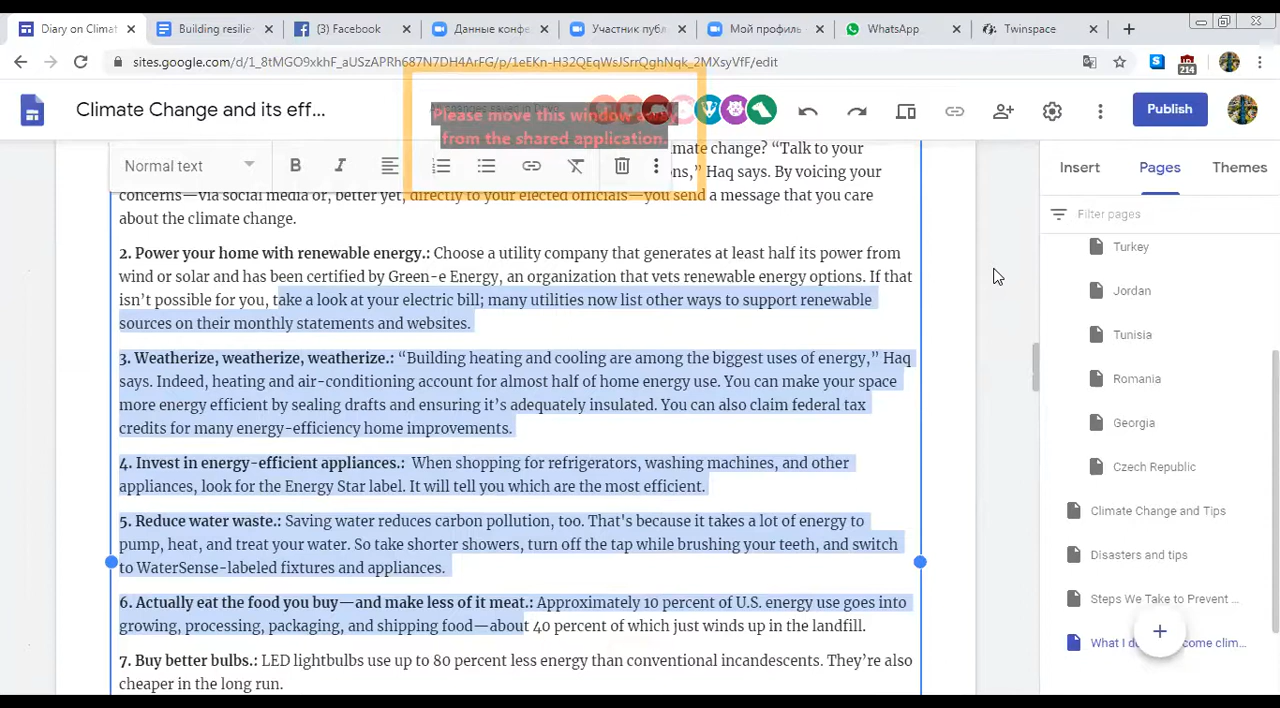 Diary on Climat
Building resilie
(3) Facebook
Данные конфе
Участник публ
Мой профиль
WhatsApp
Twinspace
sites.google.com/d/1_8tMGO9xkhF_aUSzAPRh687N7DH4ArFG/p/1eEKn-H32QEqWsJSrrQghNqk_2MXsyVfF/edit
214
Climate Change and its eff...
changes saved in Drive
Please move this window away
from the shared application.
Publish
Normal text
B
I
Insert
Pages
Themes
Filter pages
Turkey
Jordan
Tunisia
Romania
Georgia
Czech Republic
Climate Change and Tips
Disasters and tips
Steps We Take to Prevent ...
What I do ome clim...
mate change? “Talk to your
ns,” Haq says. By voicing your
concerns—via social media or, better yet, directly to your elected officials—you send a message that you care
about the climate change.
2. Power your home with renewable energy.: Choose a utility company that generates at least half its power from
wind or solar and has been certified by Green-e Energy, an organization that vets renewable energy options. If that
isn’t possible for you, take a look at your electric bill; many utilities now list other ways to support renewable
sources on their monthly statements and websites.
3. Weatherize, weatherize, weatherize.: “Building heating and cooling are among the biggest uses of energy,” Haq
says. Indeed, heating and air-conditioning account for almost half of home energy use. You can make your space
more energy efficient by sealing drafts and ensuring it’s adequately insulated. You can also claim federal tax
credits for many energy-efficiency home improvements.
4. Invest in energy-efficient appliances.: When shopping for refrigerators, washing machines, and other
appliances, look for the Energy Star label. It will tell you which are the most efficient.
5. Reduce water waste.: Saving water reduces carbon pollution, too. That's because it takes a lot of energy to
pump, heat, and treat your water. So take shorter showers, turn off the tap while brushing your teeth, and switch
to WaterSense-labeled fixtures and appliances.
6. Actually eat the food you buy—and make less of it meat.: Approximately 10 percent of U.S. energy use goes into
growing, processing, packaging, and shipping food—about 40 percent of which just winds up in the landfill.
7. Buy better bulbs.: LED lightbulbs use up to 80 percent less energy than conventional incandescents. They’re also
cheaper in the long run.